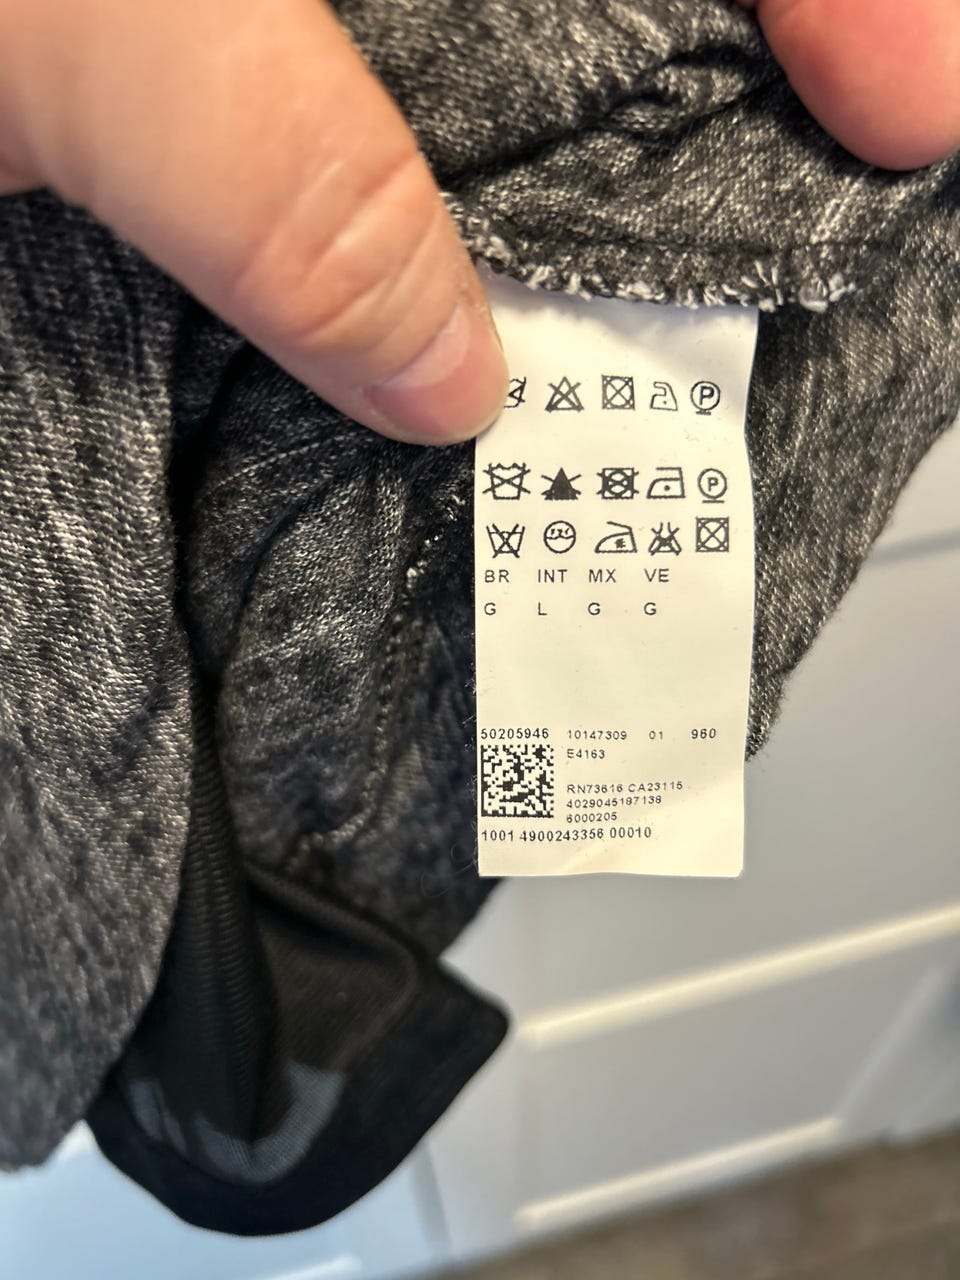 P
P
BR INT MX VE
G L G G
50205946 10147309 01 960
E4163
RN73616 CA23115
4029045187138
6000205
1001 4900243356 00010